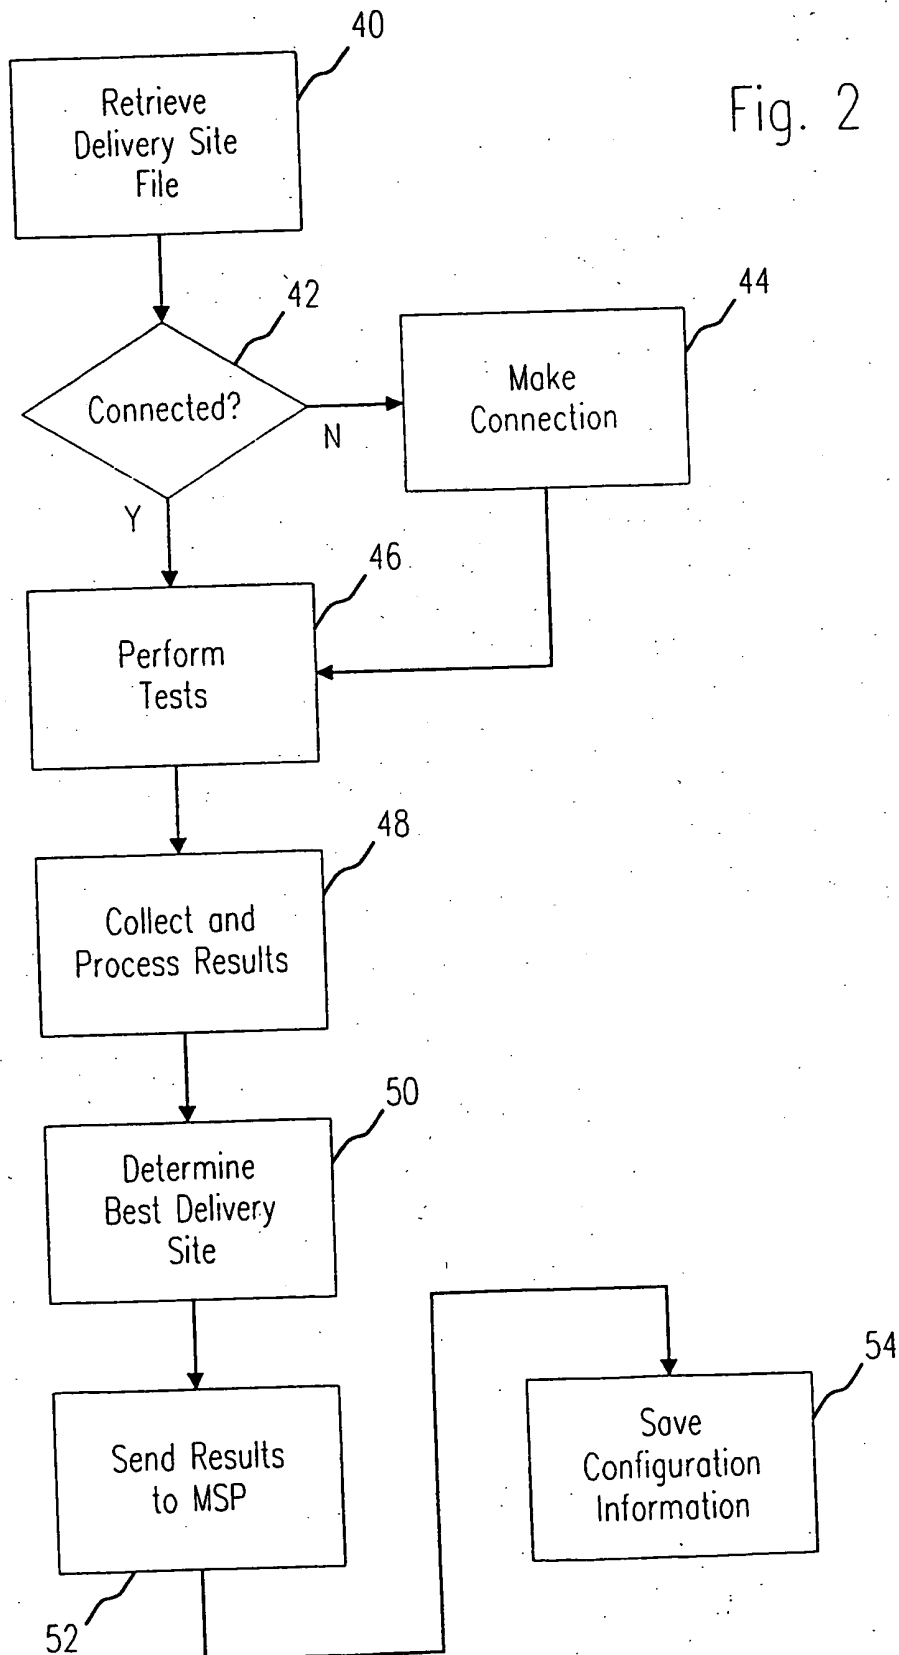 Fig. 2
40
Retrieve
Delivery Site
File
42
Connected?
N
Y
44
Make
Connection
46
Perform
Tests
48
Collect and
Process Results
50
Determine
Best Delivery
Site
52
Send Results
to MSP
54
Save
Configuration
Information